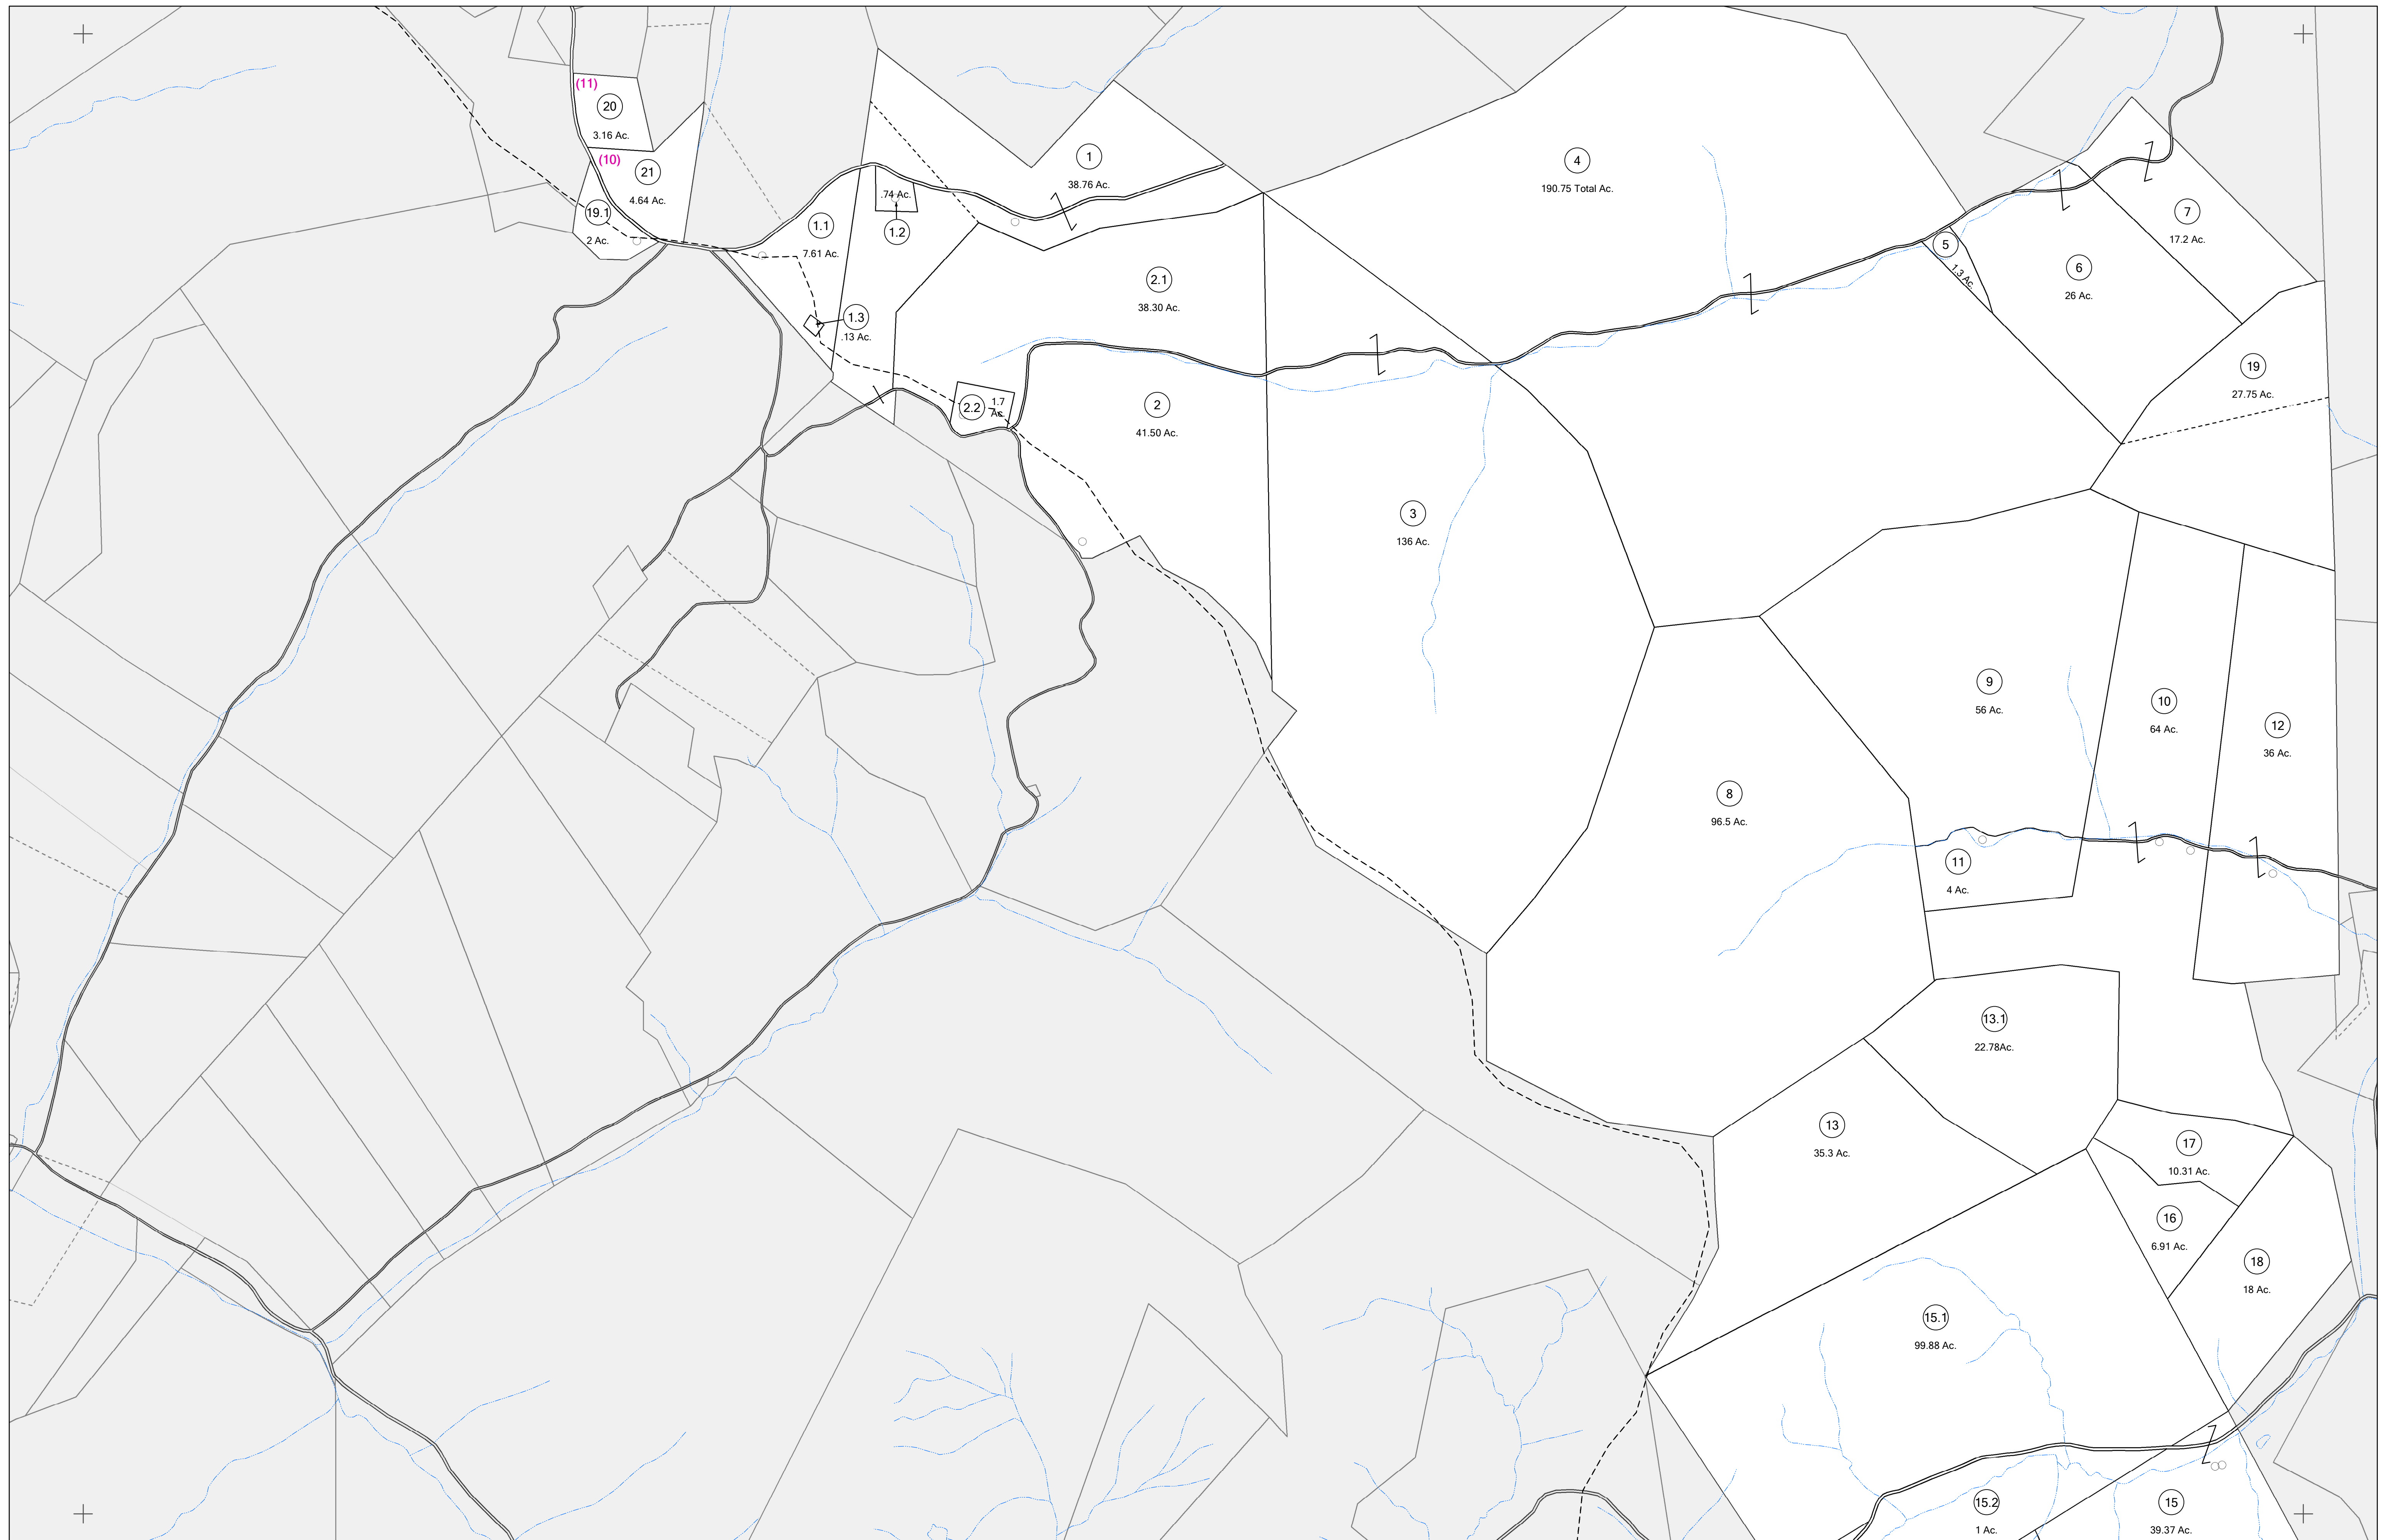 (11)
20
3.16 Ac.
(10)
21
4.64 Ac.
19.1
2 Ac.
1
38.76 Ac.
.74 Ac.
1.2
1.1
7.61 Ac.
1.3
.13 Ac.
2.1
38.30 Ac.
2.2
1.7
Ac.
2
41.50 Ac.
4
190.75 Total Ac.
5
1.3 Ac.
6
26 Ac.
7
17.2 Ac.
19
27.75 Ac.
3
136 Ac.
8
96.5 Ac.
9
56 Ac.
10
64 Ac.
12
36 Ac.
11
4 Ac.
13.1
22.78Ac.
13
35.3 Ac.
17
10.31 Ac.
16
6.91 Ac.
18
18 Ac.
15.1
99.88 Ac.
15.2
1 Ac.
15
39.37 Ac.